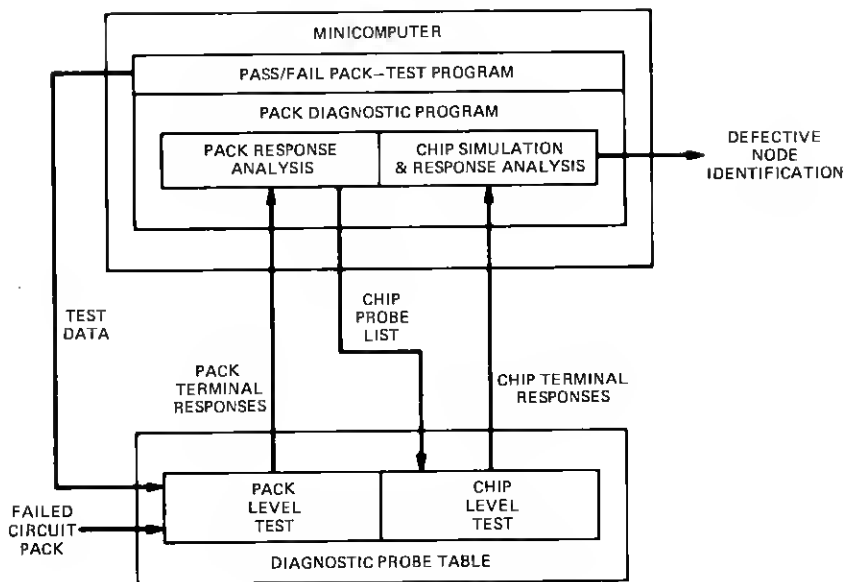 MINICOMPUTER
PASS/FAIL PACK-TEST PROGRAM
PACK DIAGNOSTIC PROGRAM
PACK RESPONSE
ANALYSIS
CHIP SIMULATION
& RESPONSE ANALYSIS
DEFECTIVE
NODE
IDENTIFICATION
TEST
DATA
CHIP
PROBE
LIST
PACK
TERMINAL
RESPONSES
CHIP TERMINAL
RESPONSES
FAILED
CIRCUIT
PACK
PACK
LEVEL
TEST
CHIP
LEVEL
TEST
DIAGNOSTIC PROBE TABLE